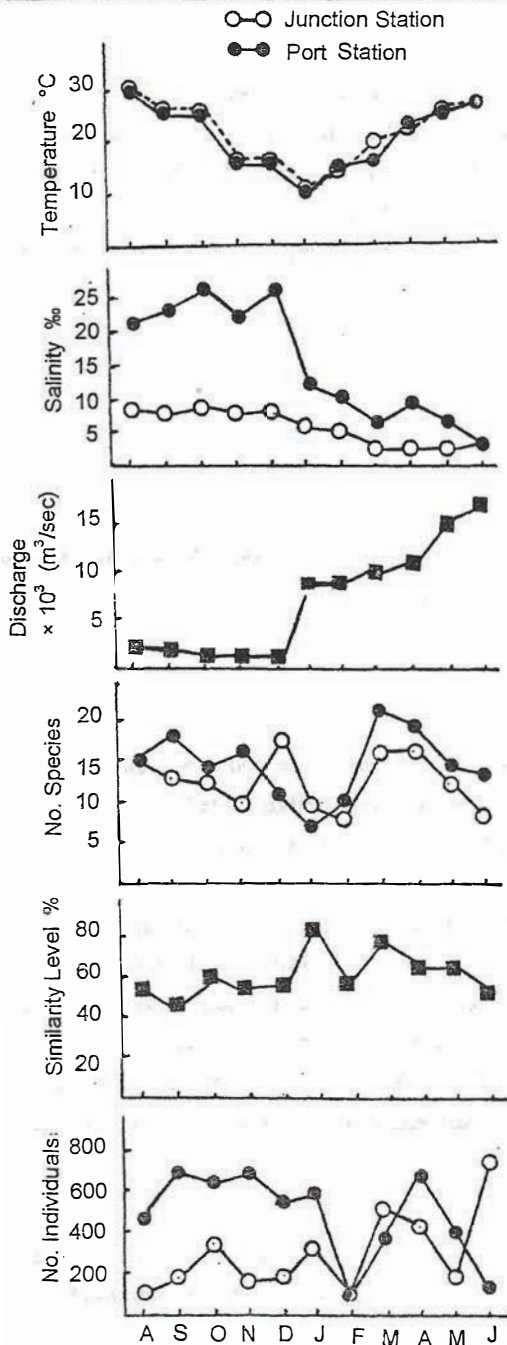 Junction Station
Port Station
Temperature °C
30
20
10
Salinity ‰
25
20
15
10
5
Discharge
× 10³ (m³/sec)
15
10
5
No. Species
20
15
10
5
Similarity Level %
80
60
40
20
No. Individuals
800
600
400
200
A S O N D J F M A M J